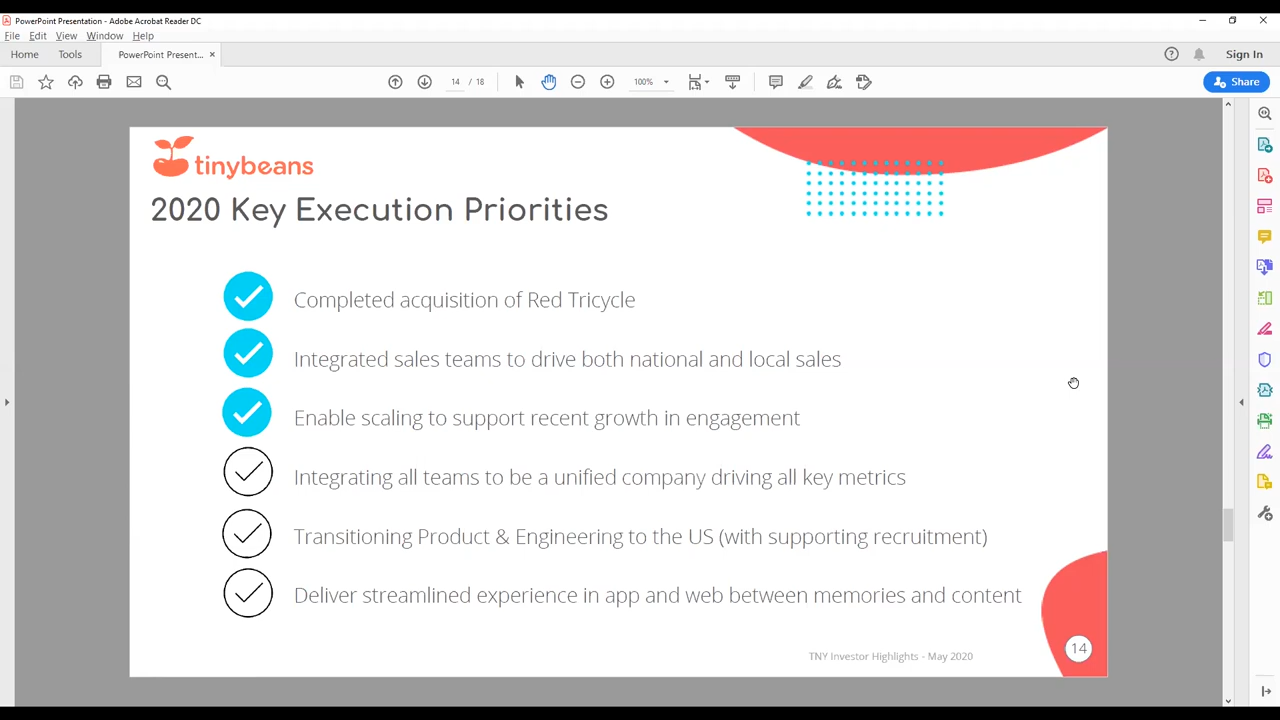 PowerPoint Presentation - Adobe Acrobat Reader DC
File Edit View Window Help
Home Tools PowerPoint Present... × Sign In
14 / 18 100% Share
tinybeans
2020 Key Execution Priorities
Completed acquisition of Red Tricycle
Integrated sales teams to drive both national and local sales
Enable scaling to support recent growth in engagement
Integrating all teams to be a unified company driving all key metrics
Transitioning Product & Engineering to the US (with supporting recruitment)
Deliver streamlined experience in app and web between memories and content
TNY Investor Highlights - May 2020
14